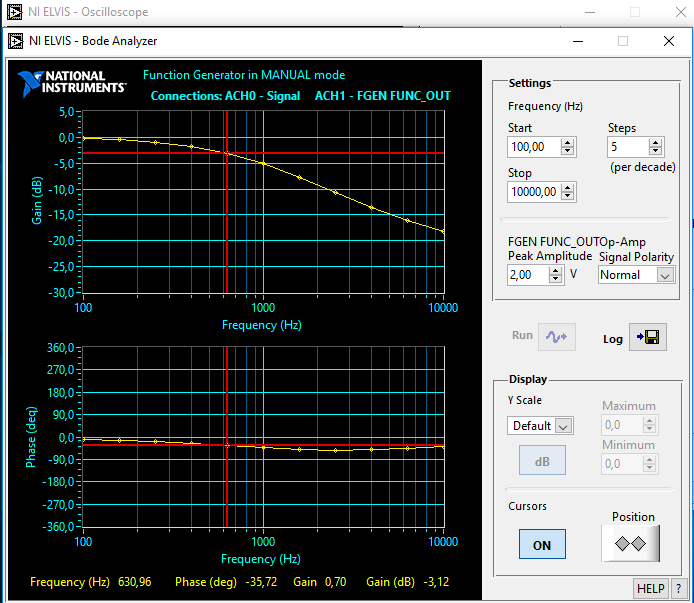 NI ELVIS - Oscilloscope
NI ELVIS - Bode Analyzer
NATIONAL
INSTRUMENTS™
Function Generator in MANUAL mode
Connections: ACH0 - Signal ACH1 - FGEN FUNC_OUT
5,0
0,0
-5,0
-10,0
-15,0
-20,0
-25,0
-30,0
Gain (dB)
100
1000
10000
Frequency (Hz)
360,0
270,0
180,0
90,0
0,0
-90,0
-180,0
-270,0
-360,0
Phase (deg)
100
1000
10000
Frequency (Hz)
Frequency (Hz) 630,96 Phase (deg) -35,72 Gain 0,70 Gain (dB) -3,12
Settings
Frequency (Hz)
Start
Steps
100,00
5
(per decade)
Stop
10000,00
FGEN FUNC_OUT
Op-Amp
Peak Amplitude
Signal Polarity
2,00 V
Normal
Run
Log
Display
Y Scale
Maximum
Default
0,0
Minimum
dB
0,0
Cursors
Position
ON
HELP ?